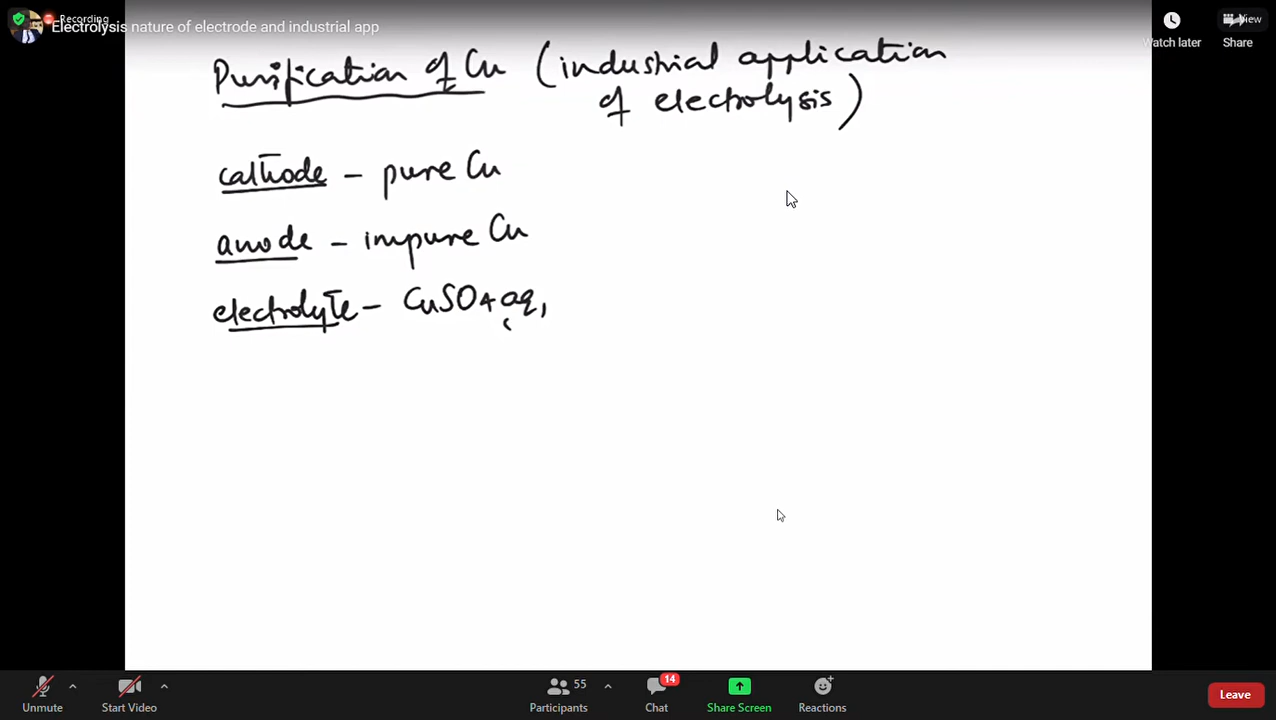 Recording
Electrolysis nature of electrode and industrial app
View
Watch later
Share
Purification of Cu (industrial application
of electrolysis)
cathode - pure Cu
anode - impure Cu
electrolyte - CuSO4 aq,
Unmute
Start Video
55
Participants
14
Chat
Share Screen
Reactions
Leave